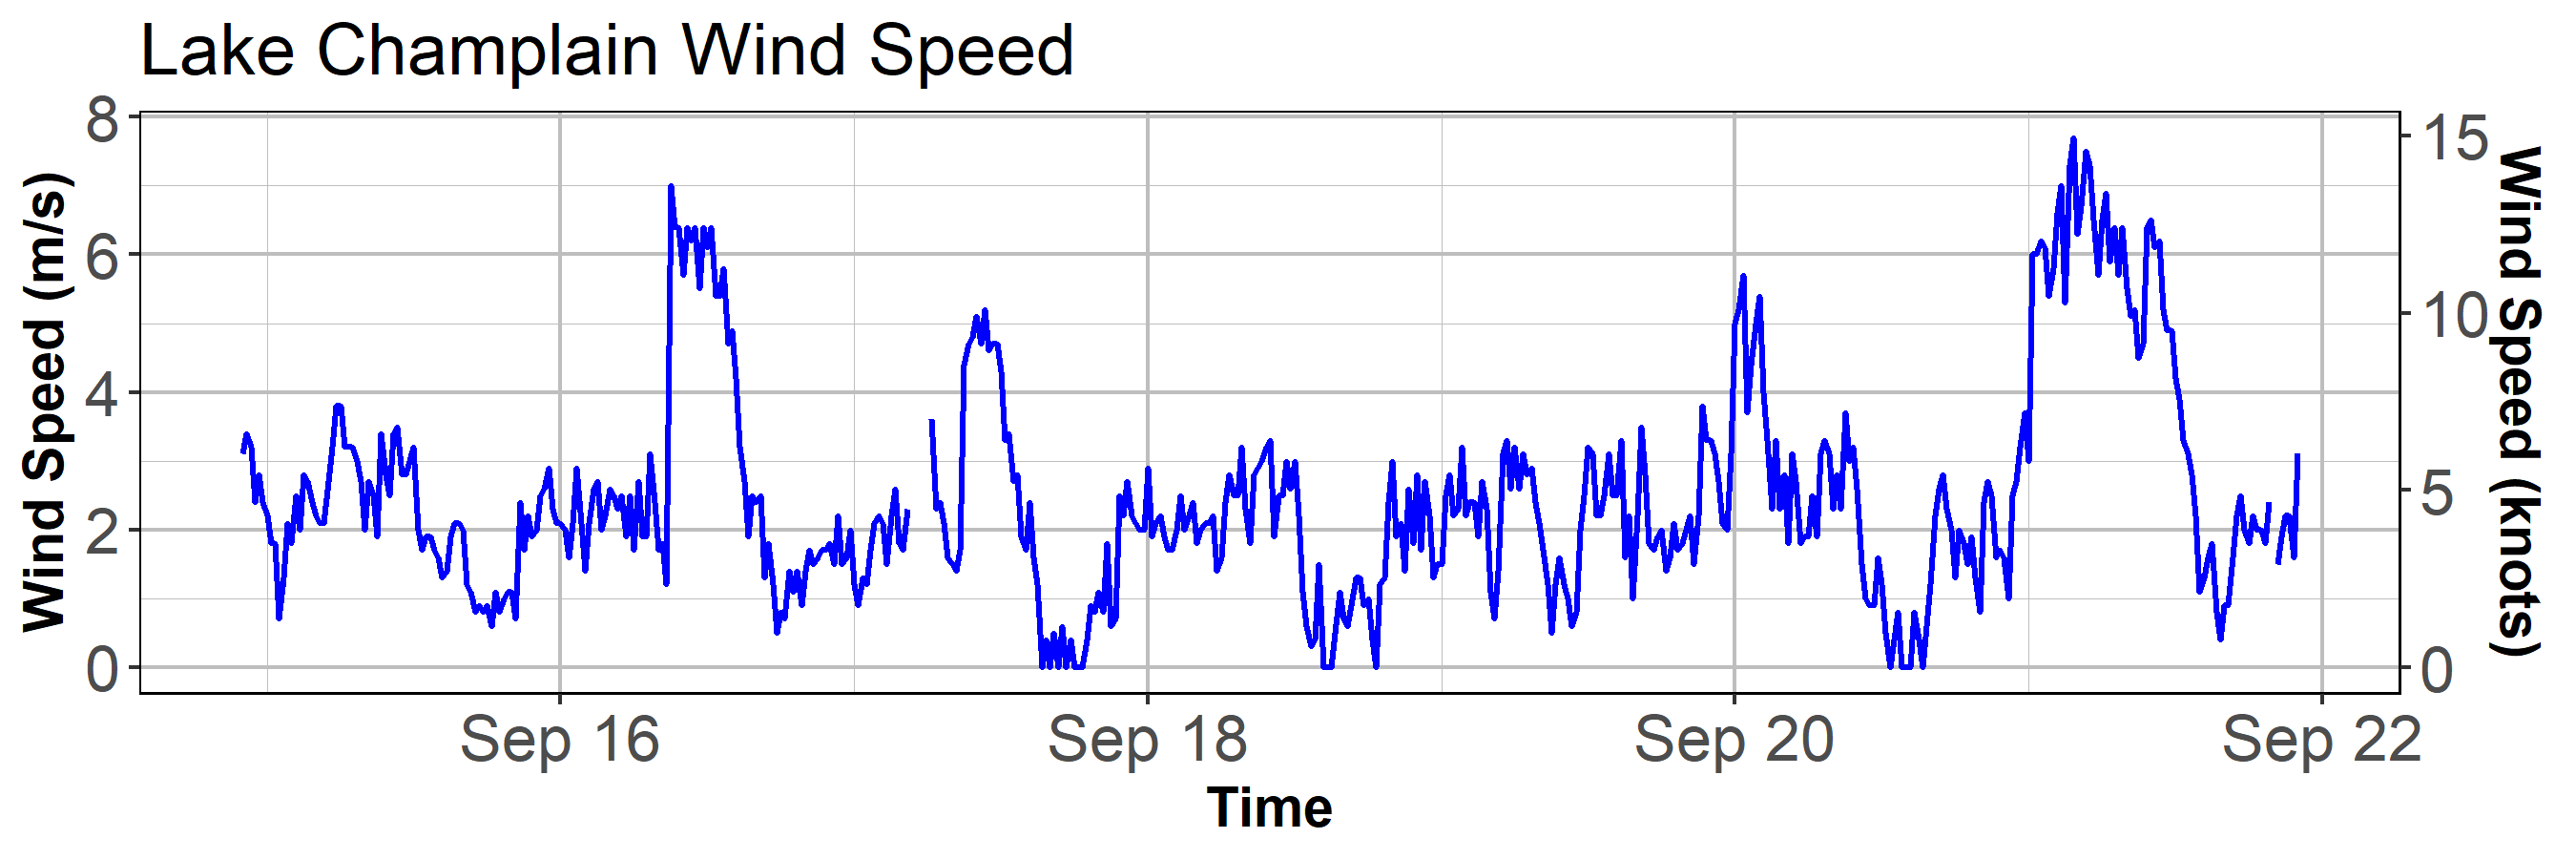 Lake Champlain Wind Speed
Wind Speed (m/s)
8
6
4
2
0
15
10
5
0
Wind Speed (knots)
Sep 16
Sep 18
Sep 20
Sep 22
Time